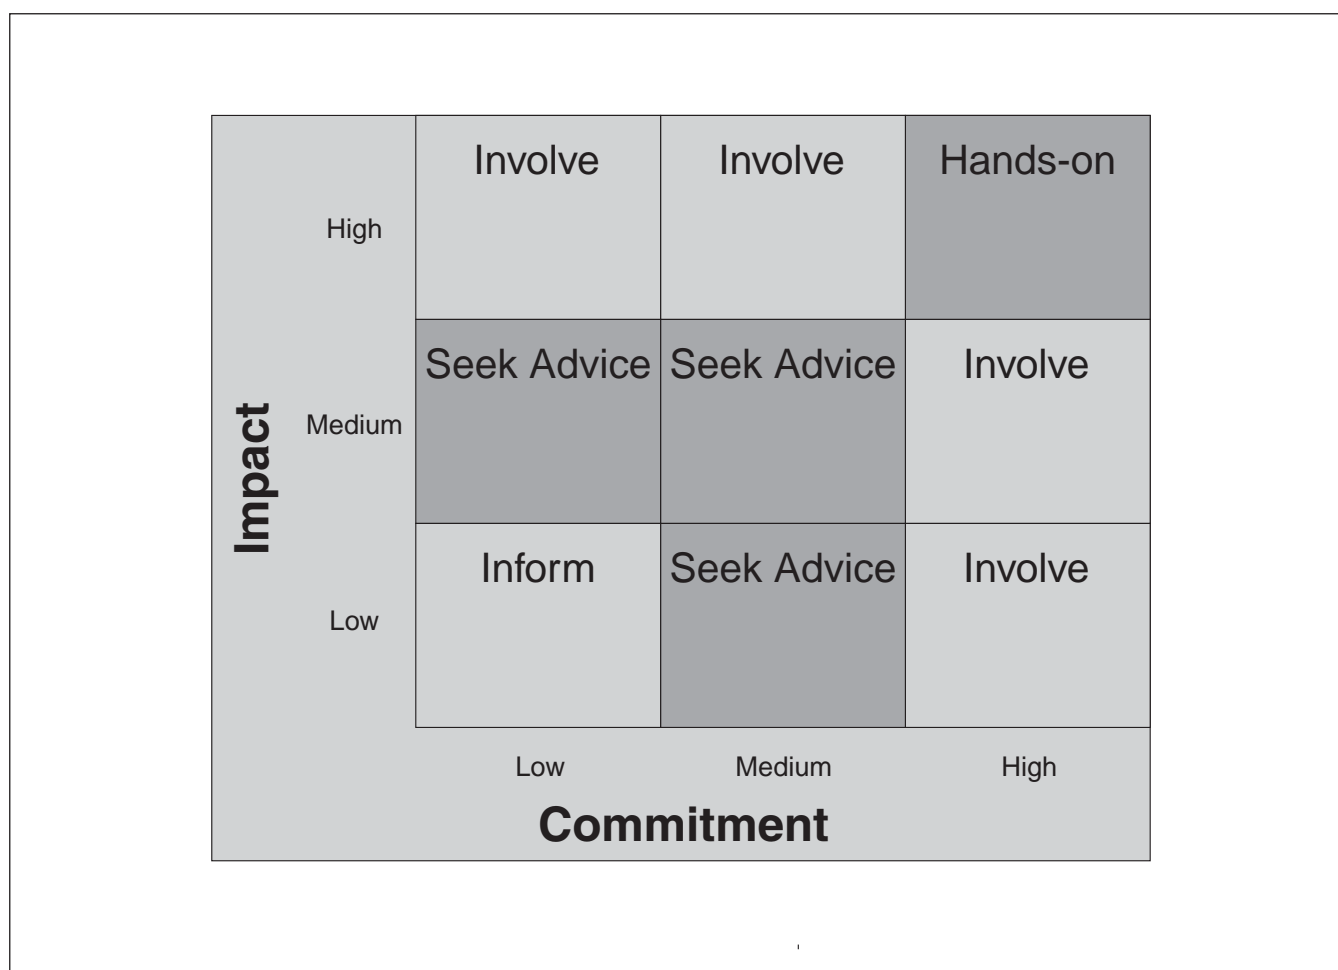 Involve Involve Hands-on
High
Seek Advice Seek Advice Involve
Medium
Impact
Inform Seek Advice Involve
Low
Low Medium High
Commitment